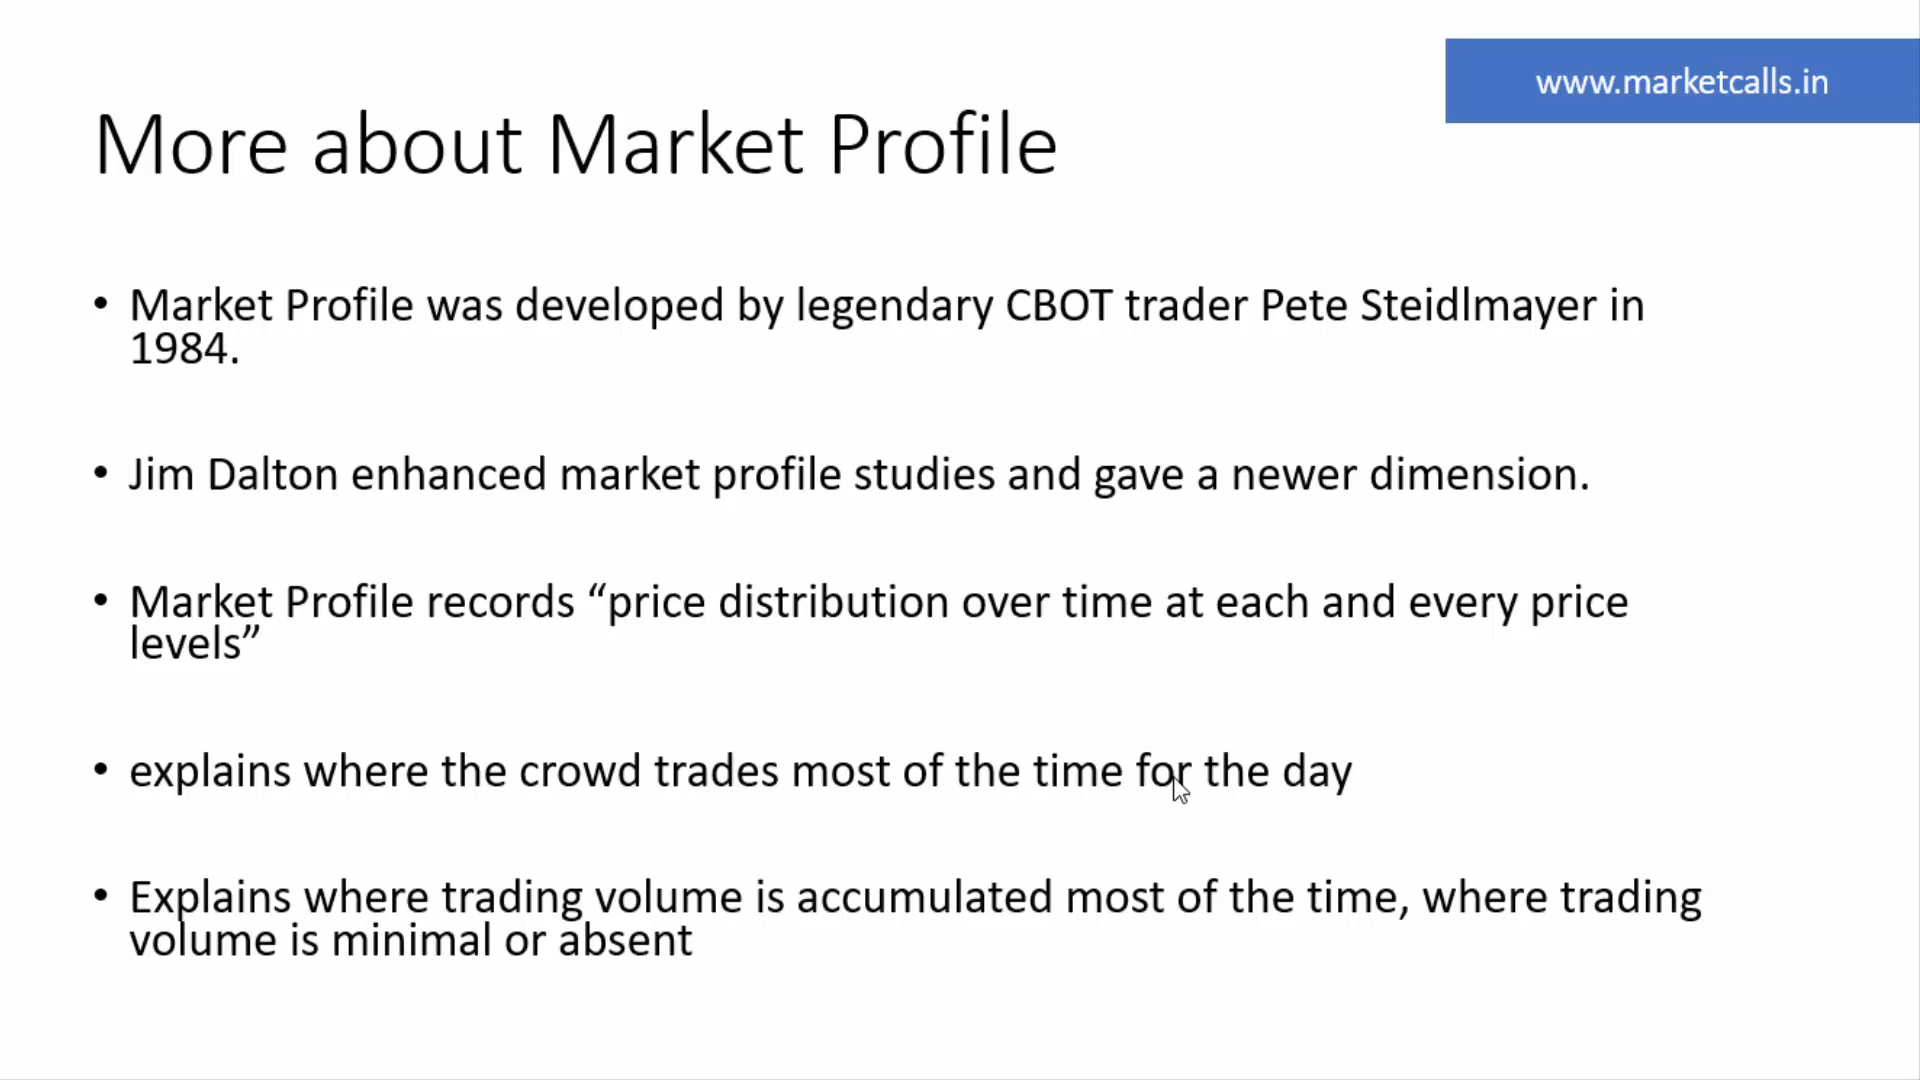 www.marketcalls.in
More about Market Profile
• Market Profile was developed by legendary CBOT trader Pete Steidlmayer in
1984.
• Jim Dalton enhanced market profile studies and gave a newer dimension.
• Market Profile records “price distribution over time at each and every price
levels”
• explains where the crowd trades most of the time for the day
• Explains where trading volume is accumulated most of the time, where trading
volume is minimal or absent